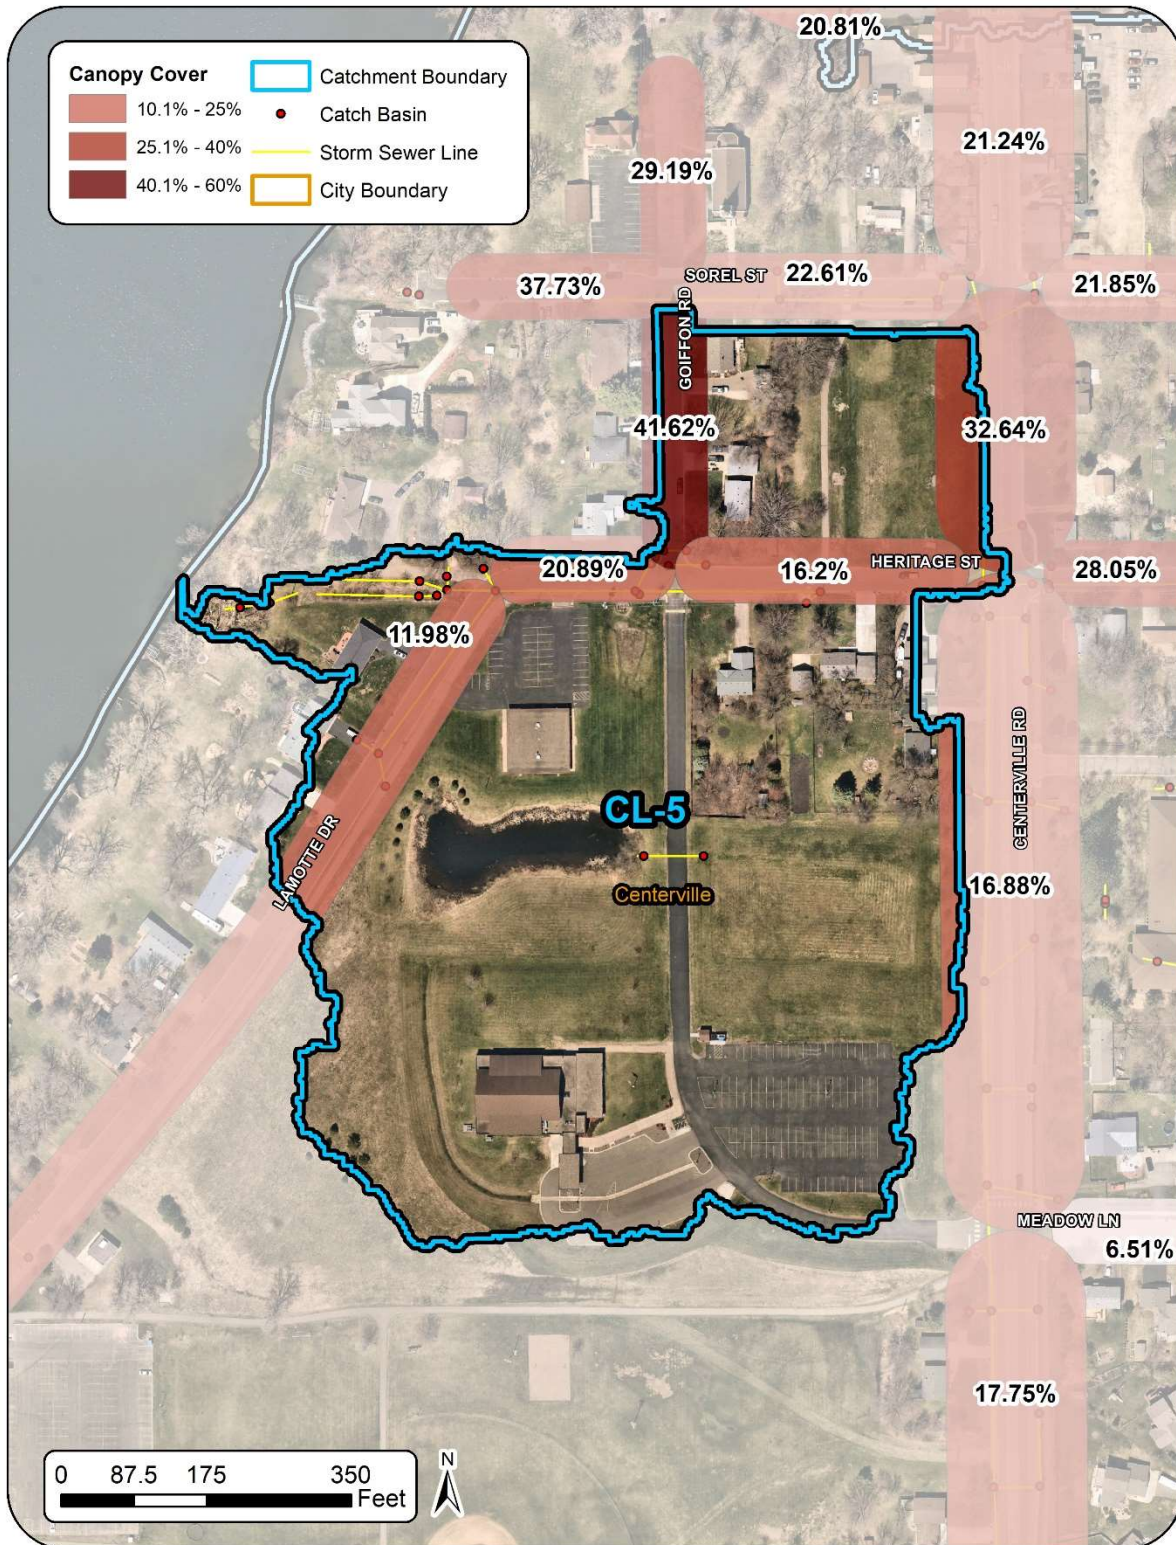 20.81%
Canopy Cover
10.1% - 25%
25.1% - 40%
40.1% - 60%
Catchment Boundary
Catch Basin
Storm Sewer Line
City Boundary
21.24%
29.19%
SOREL ST
22.61%
37.73%
21.85%
GOIFFON RD
41.62%
32.64%
HERITAGE ST
20.89%
16.2%
28.05%
11.98%
CENTERVILLE RD
CL-5
LAMOTTE DR
Centerville
16.88%
MEADOW LN
6.51%
17.75%
N
0 87.5 175 350
Feet